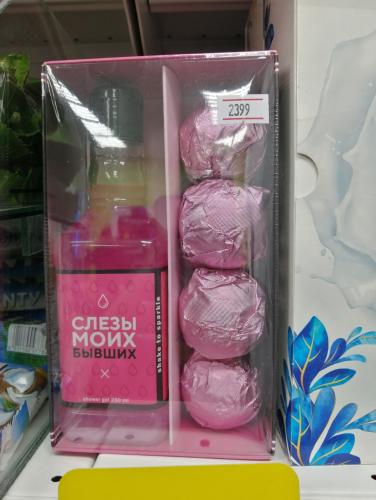 2399
СЛЕЗЫ
МОИХ
БЫВШИХ
shake to sparkle
shower gel 250 ml